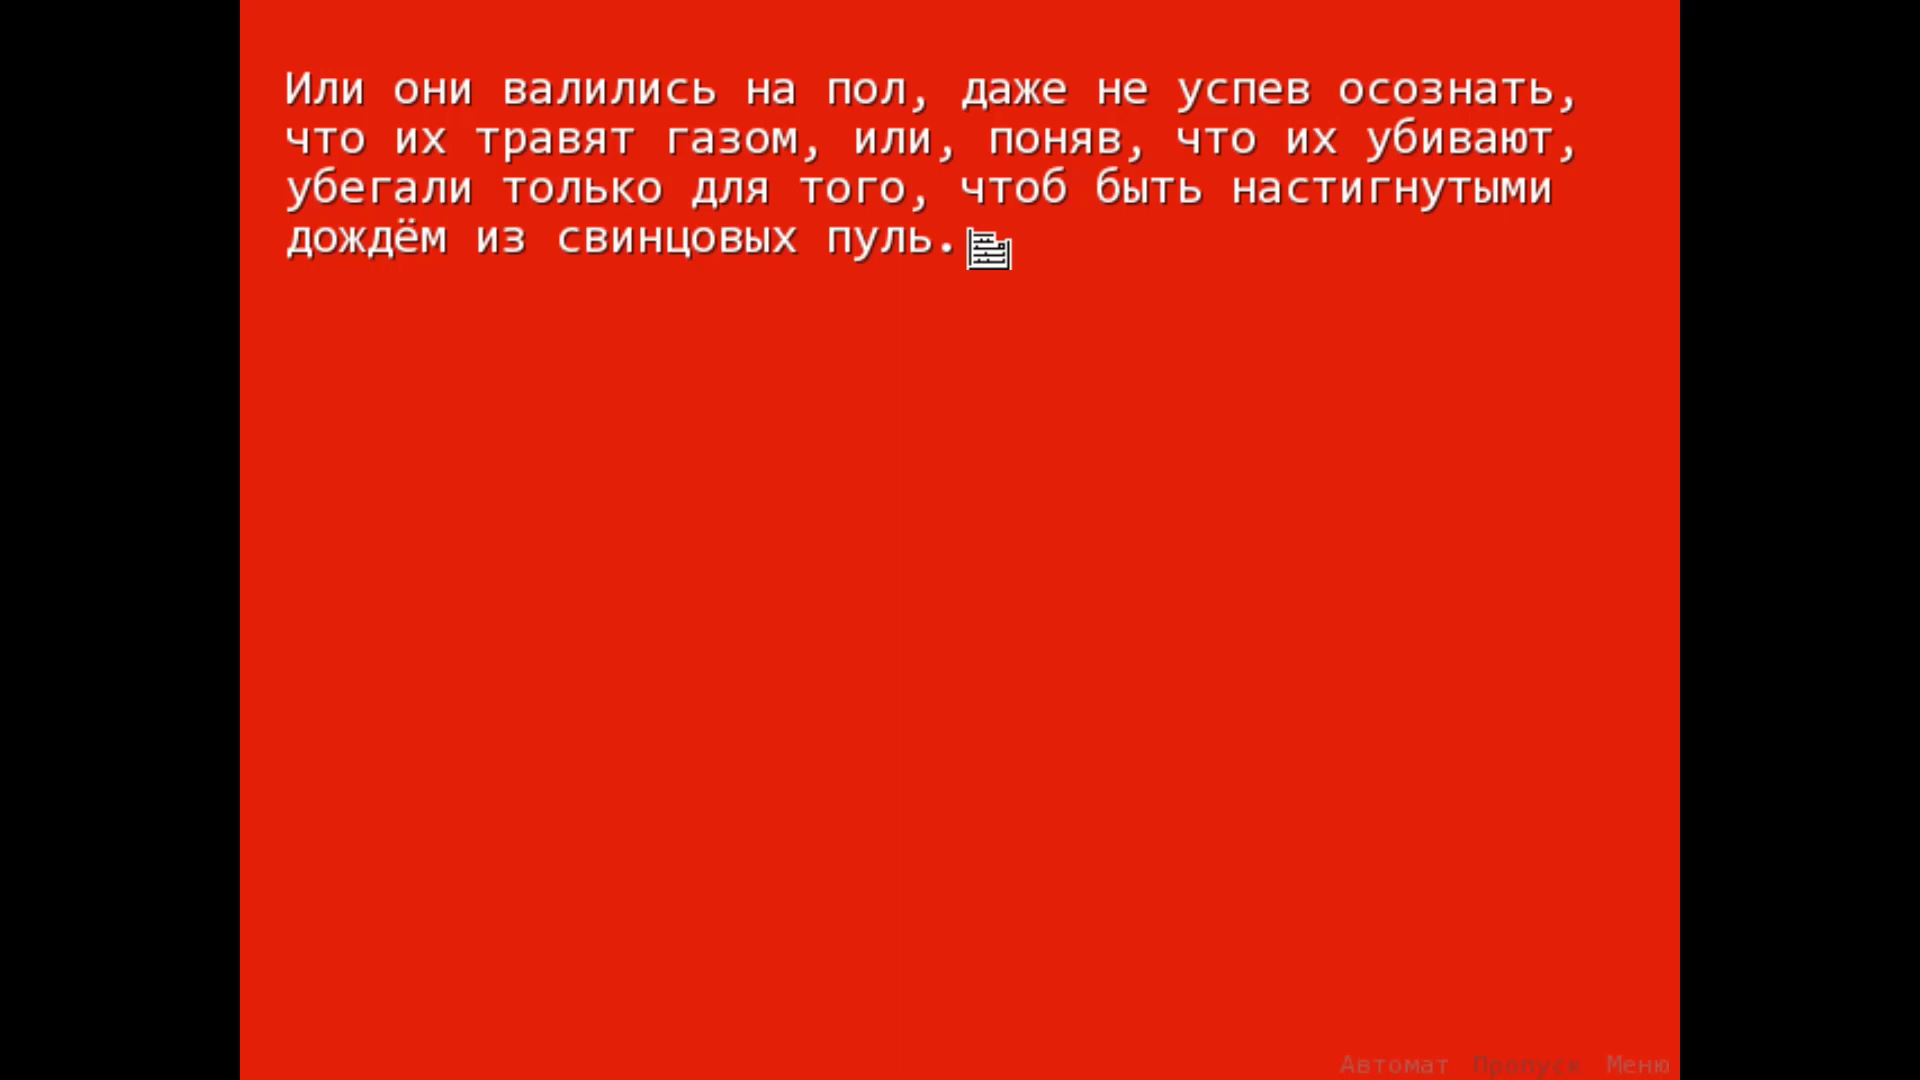 Или они валились на пол, даже не успев осознать,
что их травят газом, или, поняв, что их убивают,
убегали только для того, чтоб быть настигнутыми
дождём из свинцовых пуль.
Автомат Пропуск Меню